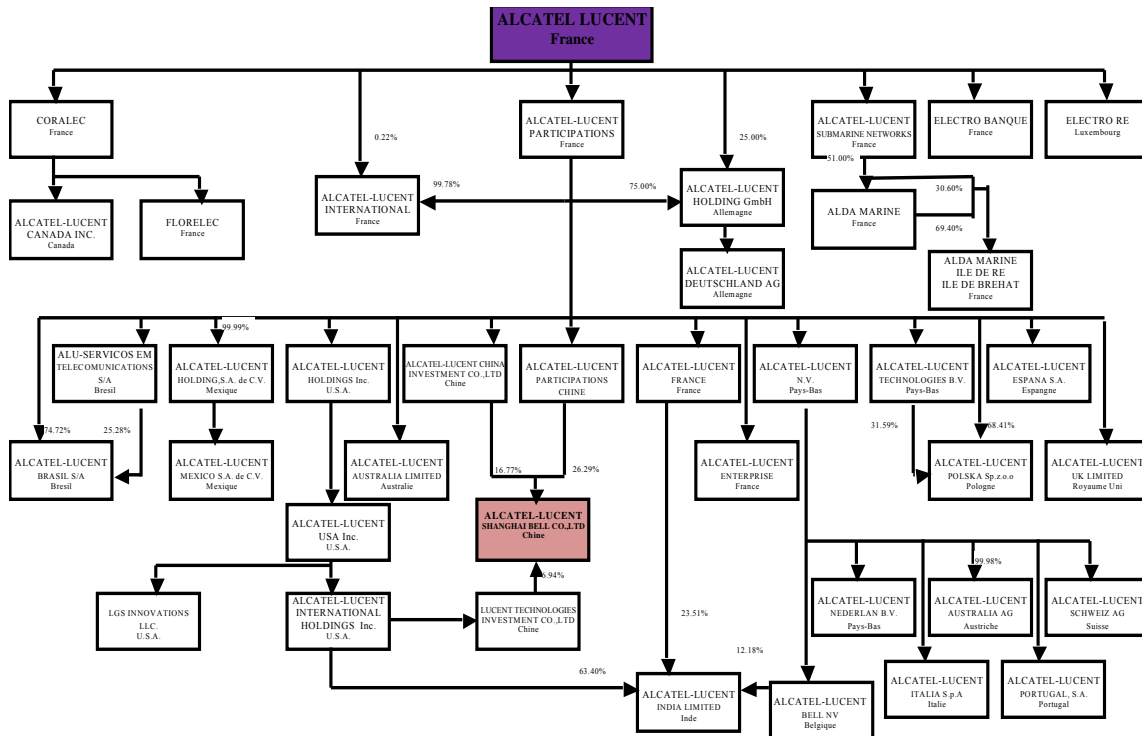 ALCATEL LUCENT
France
CORALEC
France
0.22%
ALCATEL-LUCENT
PARTICIPATIONS
France
25.00%
ALCATEL-LUCENT
SUBMARINE NETWORKS
France
ELECTRO BANQUE
France
ELECTRO RE
Luxembourg
51.00%
ALCATEL-LUCENT
CANADA INC.
Canada
FLORELEC
France
ALCATEL-LUCENT
INTERNATIONAL
France
99.78%
75.00%
ALCATEL-LUCENT
HOLDING GmbH
Allemagne
ALDA MARINE
France
30.60%
69.40%
ALCATEL-LUCENT
DEUTSCHLAND AG
Allemagne
ALDA MARINE
ILE DE RE
ILE DE BREHAT
France
99.99%
ALU-SERVICOS EM
TELECOMMUNICATIONS
S/A
Bresil
ALCATEL-LUCENT
HOLDING,S.A. de C.V.
Mexique
ALCATEL-LUCENT
HOLDINGS Inc.
U.S.A.
ALCATEL-LUCENT CHINA
INVESTMENT CO.,LTD
Chine
ALCATEL-LUCENT
PARTICIPATIONS
CHINE
ALCATEL-LUCENT
FRANCE
France
ALCATEL-LUCENT
N.V.
Pays-Bas
ALCATEL-LUCENT
TECHNOLOGIES B.V.
Pays-Bas
ALCATEL-LUCENT
ESPANA S.A.
Espangne
74.72%
25.28%
31.59%
68.41%
ALCATEL-LUCENT
BRASIL S/A
Bresil
ALCATEL-LUCENT
MEXICO S.A. de C.V.
Mexique
ALCATEL-LUCENT
AUSTRALIA LIMITED
Australie
16.77%
26.29%
ALCATEL-LUCENT
ENTERPRISE
France
ALCATEL-LUCENT
POLSKA Sp.z.o.o
Pologne
ALCATEL-LUCENT
UK LIMITED
Royaume Uni
ALCATEL-LUCENT
USA Inc.
U.S.A.
ALCATEL-LUCENT
SHANGHAI BELL CO.,LTD
Chine
6.94%
99.98%
LGS INNOVATIONS
LLC.
U.S.A.
ALCATEL-LUCENT
INTERNATIONAL
HOLDINGS Inc.
U.S.A.
LUCENT TECHNOLOGIES
INVESTMENT CO.,LTD
Chine
23.51%
ALCATEL-LUCENT
NEDERLAN B.V.
Pays-Bas
ALCATEL-LUCENT
AUSTRALIA AG
Austriche
ALCATEL-LUCENT
SCHWEIZ AG
Suisse
63.40%
12.18%
ALCATEL-LUCENT
INDIA LIMITED
Inde
ALCATEL-LUCENT
BELL NV
Belgique
ALCATEL-LUCENT
ITALIA S.p.A
Italie
ALCATEL-LUCENT
PORTUGAL, S.A.
Portugal